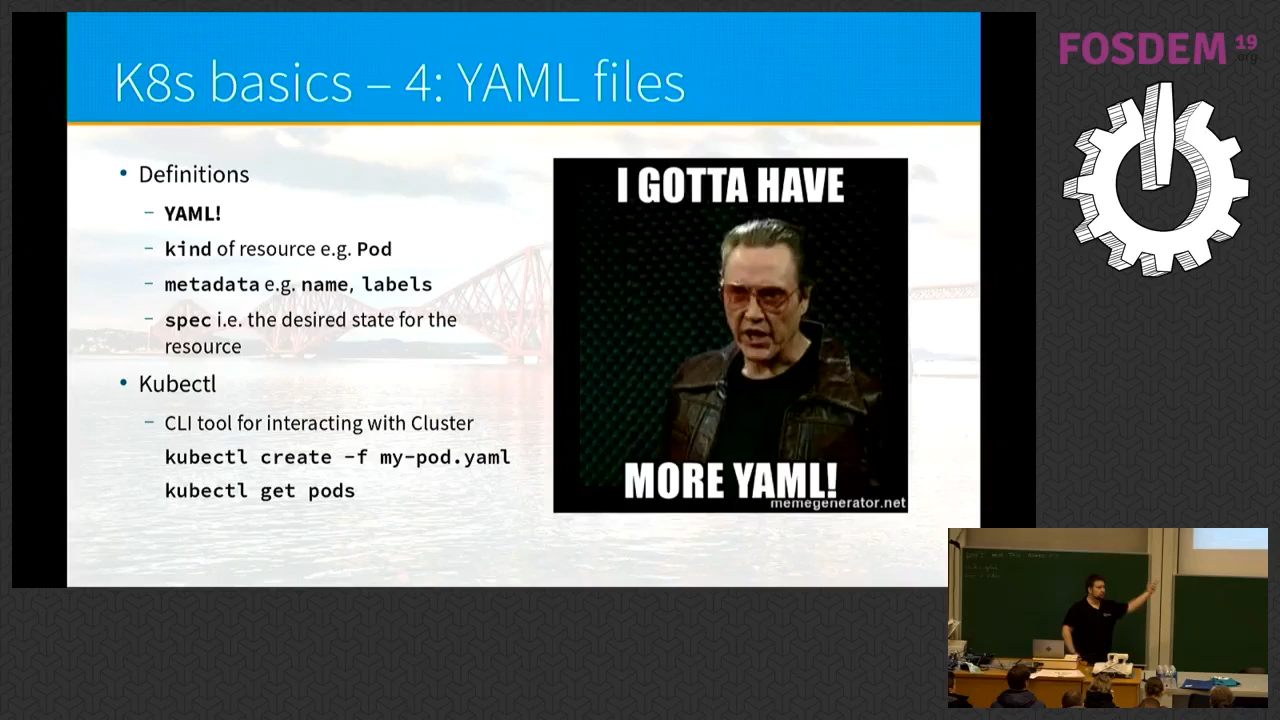 K8s basics – 4: YAML files
FOSDEM 19
.org
• Definitions
– YAML!
– kind of resource e.g. Pod
– metadata e.g. name, labels
– spec i.e. the desired state for the
resource
• Kubectl
– CLI tool for interacting with Cluster
kubectl create -f my-pod.yaml
kubectl get pods
I GOTTA HAVE
MORE YAML!
memegenerator.net